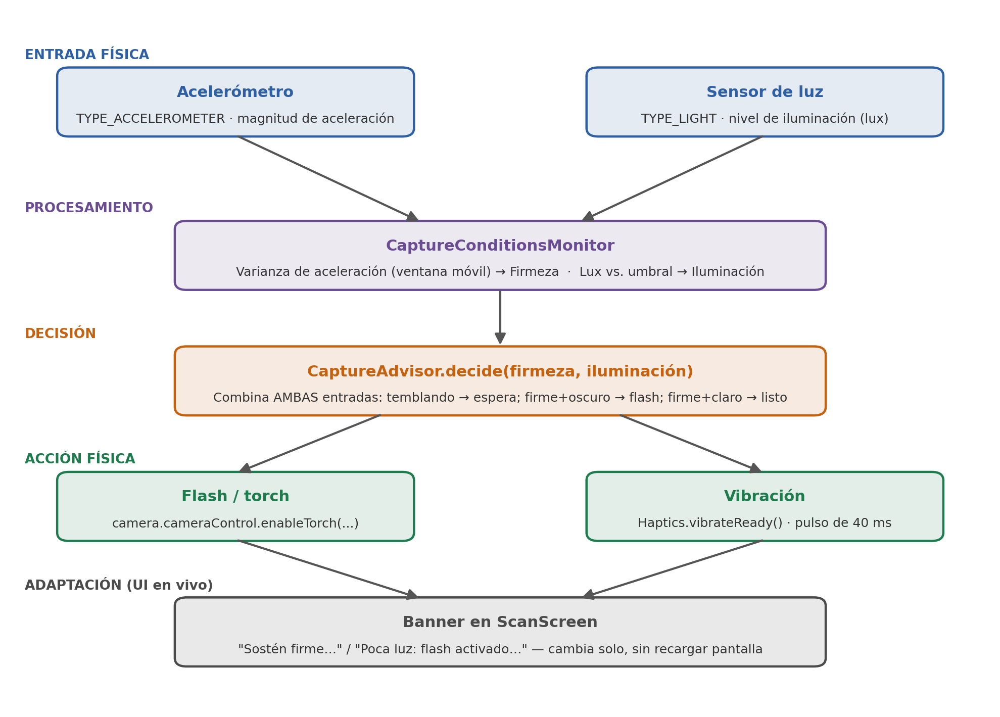 ENTRADA FÍSICA
Acelerómetro
TYPE_ACCELEROMETER · magnitud de aceleración
Sensor de luz
TYPE_LIGHT · nivel de iluminación (lux)
PROCESAMIENTO
CaptureConditionsMonitor
Varianza de aceleración (ventana móvil) → Firmeza · Lux vs. umbral → Iluminación
DECISIÓN
CaptureAdvisor.decide(firmeza, iluminación)
Combina AMBAS entradas: temblando → espera; firme+oscuro → flash; firme+claro → listo
ACCIÓN FÍSICA
Flash / torch
camera.cameraControl.enableTorch(…)
Vibración
Haptics.vibrateReady() · pulso de 40 ms
ADAPTACIÓN (UI en vivo)
Banner en ScanScreen
"Sostén firme…" / "Poca luz: flash activado…" — cambia solo, sin recargar pantalla